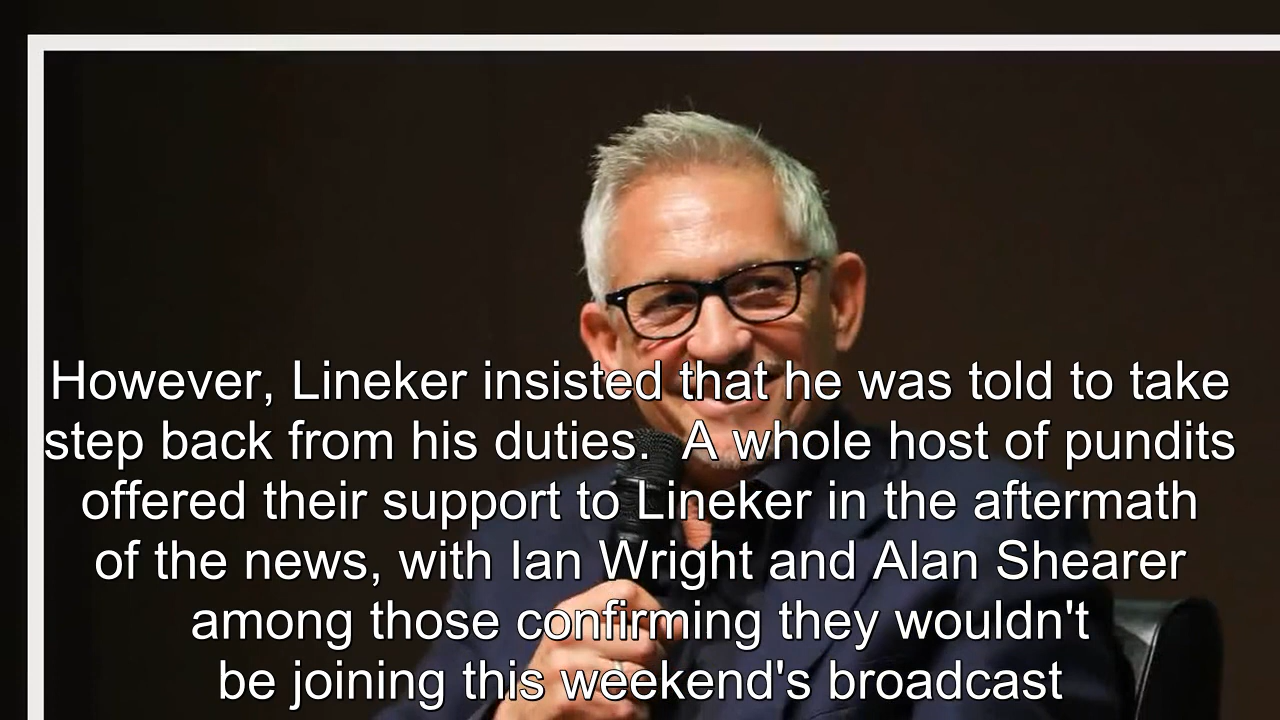 However, Lineker insisted that he was told to take
step back from his duties.  A whole host of pundits
offered their support to Lineker in the aftermath
of the news, with Ian Wright and Alan Shearer
among those confirming they wouldn't
be joining this weekend's broadcast